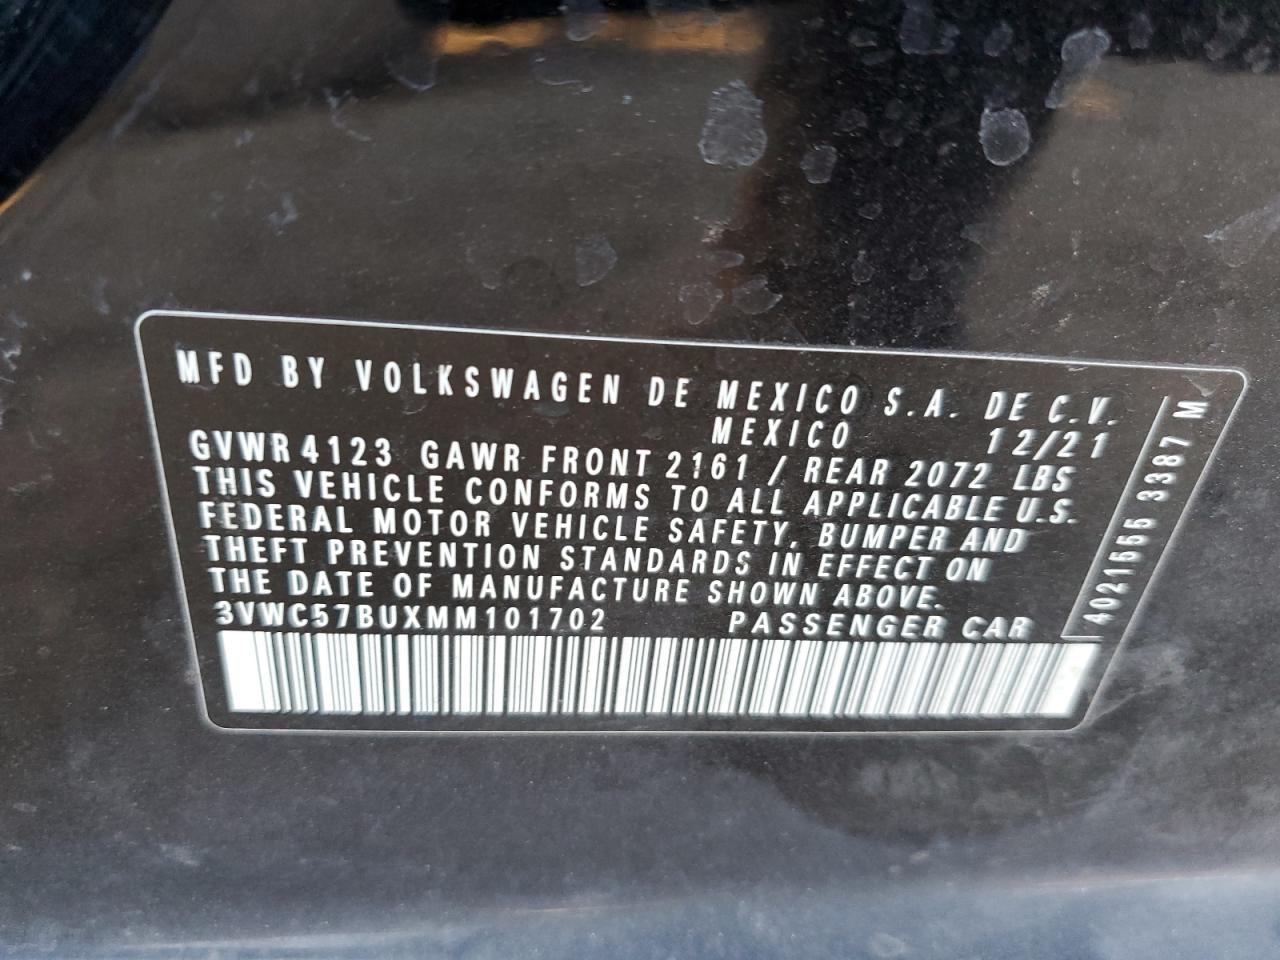 MFD BY VOLKSWAGEN DE MEXICO S.A. DE C.V.
MEXICO 12/21
GVWR 4123 GAWR FRONT 2161 / REAR 2072 LBS
THIS VEHICLE CONFORMS TO ALL APPLICABLE U.S.
FEDERAL MOTOR VEHICLE SAFETY, BUMPER AND
THEFT PREVENTION STANDARDS IN EFFECT ON
THE DATE OF MANUFACTURE SHOWN ABOVE.
3VWC57BUXMM101702 PASSENGER CAR
4021555 3387 M